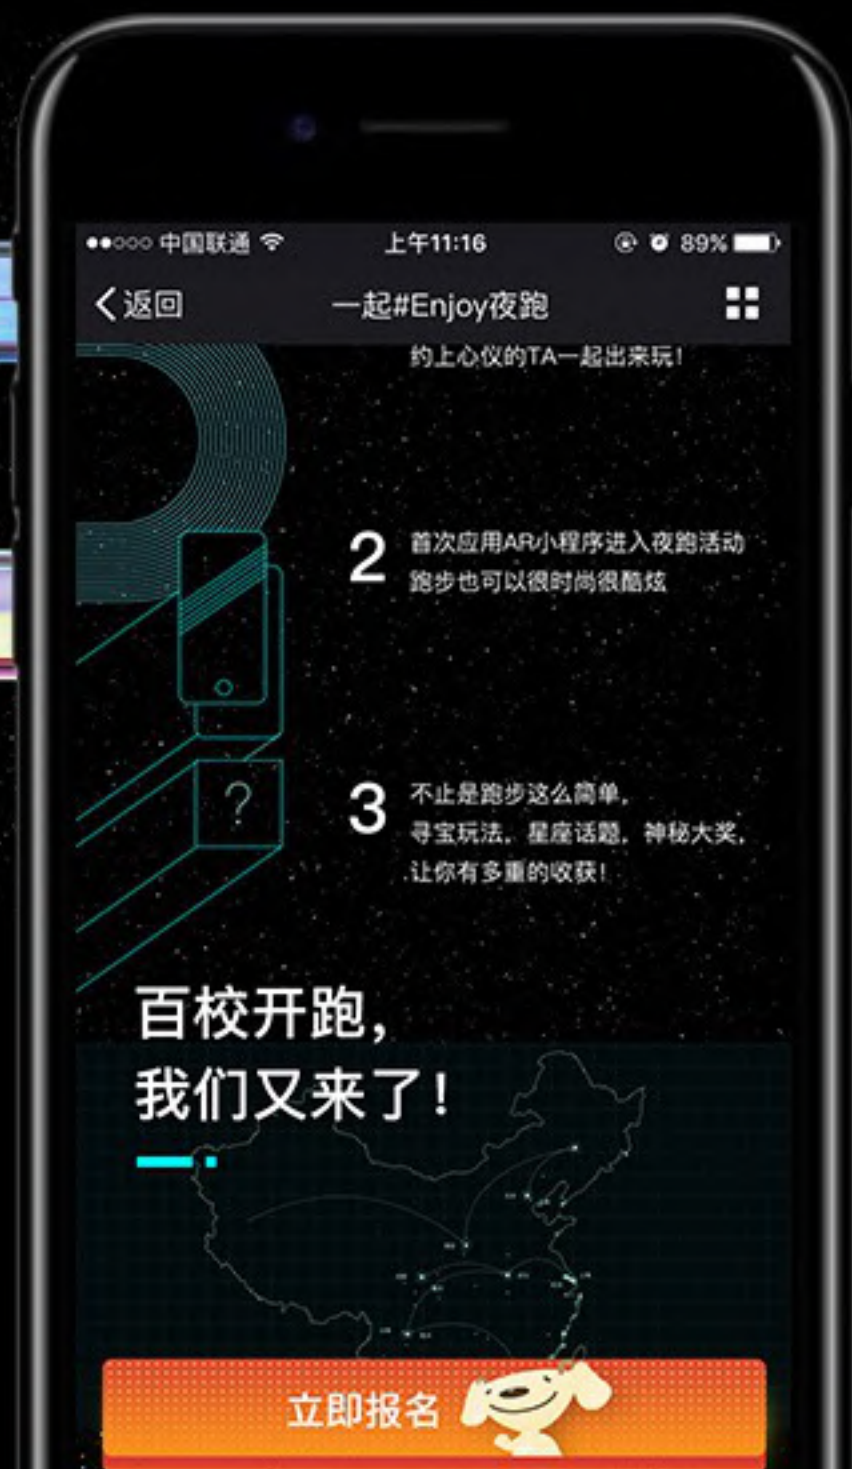 中国联通
上午11:16
89%
返回
一起#Enjoy夜跑
约上心仪的TA一起出来玩！
2
首次应用AR小程序进入夜跑活动
跑步也可以很时尚很酷炫
?
3
不止是跑步这么简单，
寻宝玩法，星座话题，神秘大奖，
让你有多重的收获！
百校开跑，
我们又来了！
立即报名